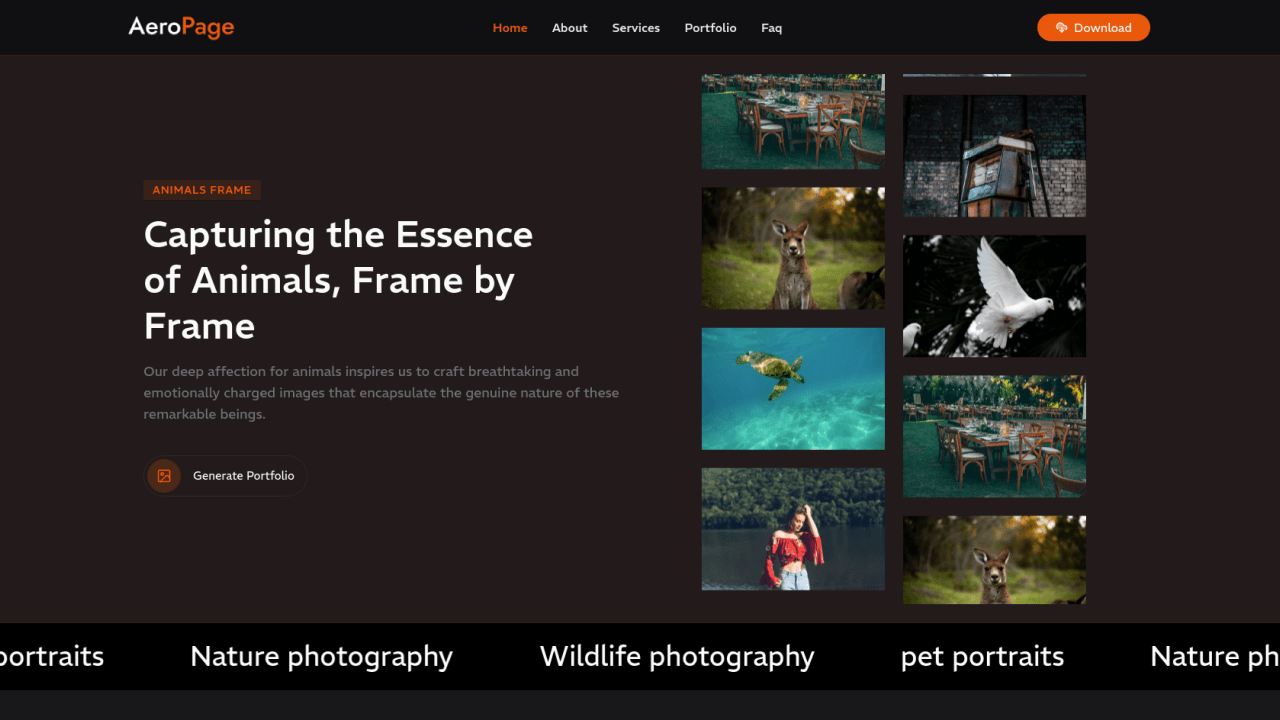 AeroPage
Home About Services Portfolio Faq
Download
ANIMALS FRAME
Capturing the Essence
of Animals, Frame by
Frame
Our deep affection for animals inspires us to craft breathtaking and
emotionally charged images that encapsulate the genuine nature of these
remarkable beings.
Generate Portfolio
portraits Nature photography Wildlife photography pet portraits Nature ph